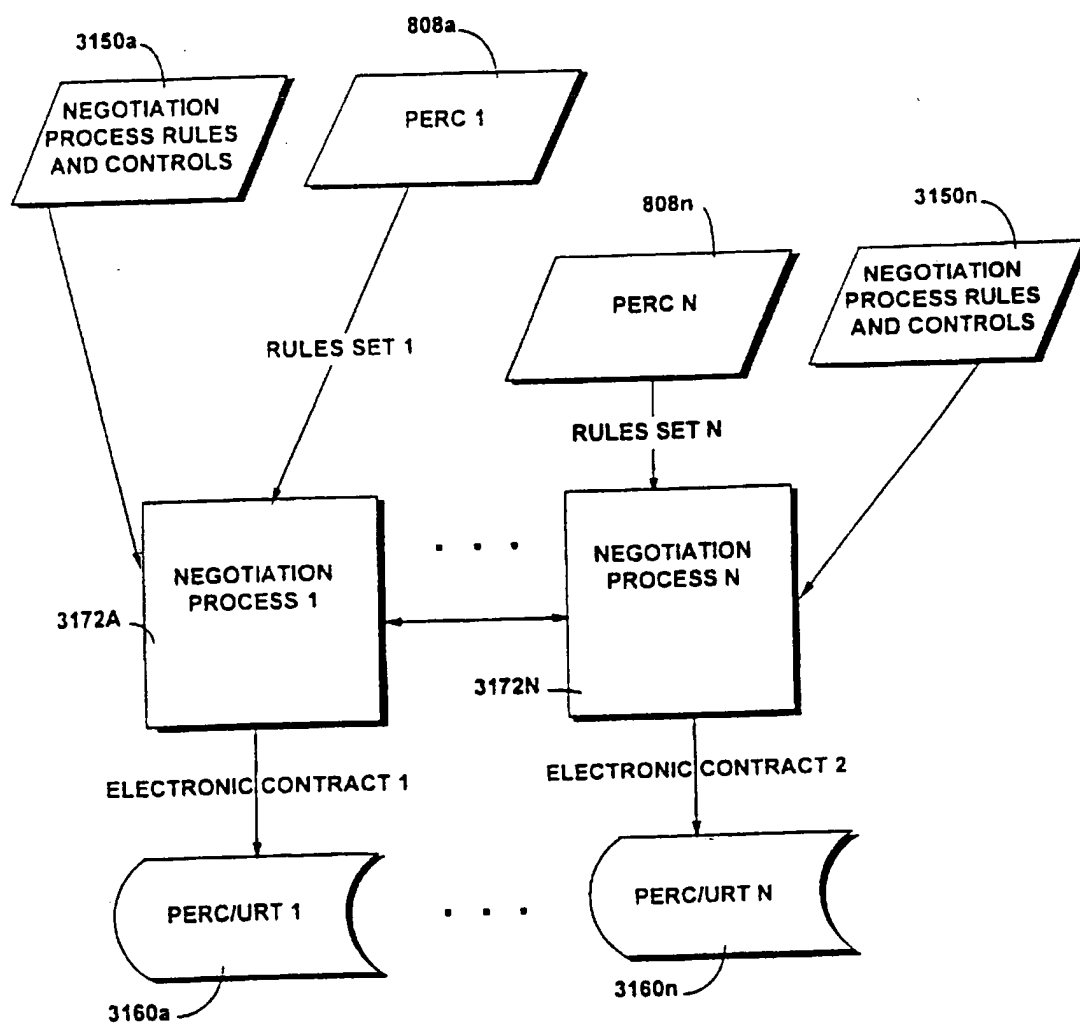 3150a
808a
NEGOTIATION
PROCESS RULES
AND CONTROLS
PERC 1
808n
3150n
PERC N
NEGOTIATION
PROCESS RULES
AND CONTROLS
RULES SET 1
RULES SET N
NEGOTIATION
PROCESS 1
. . .
NEGOTIATION
PROCESS N
3172A
3172N
ELECTRONIC CONTRACT 1
ELECTRONIC CONTRACT 2
PERC/URT 1
. . .
PERC/URT N
3160a
3160n